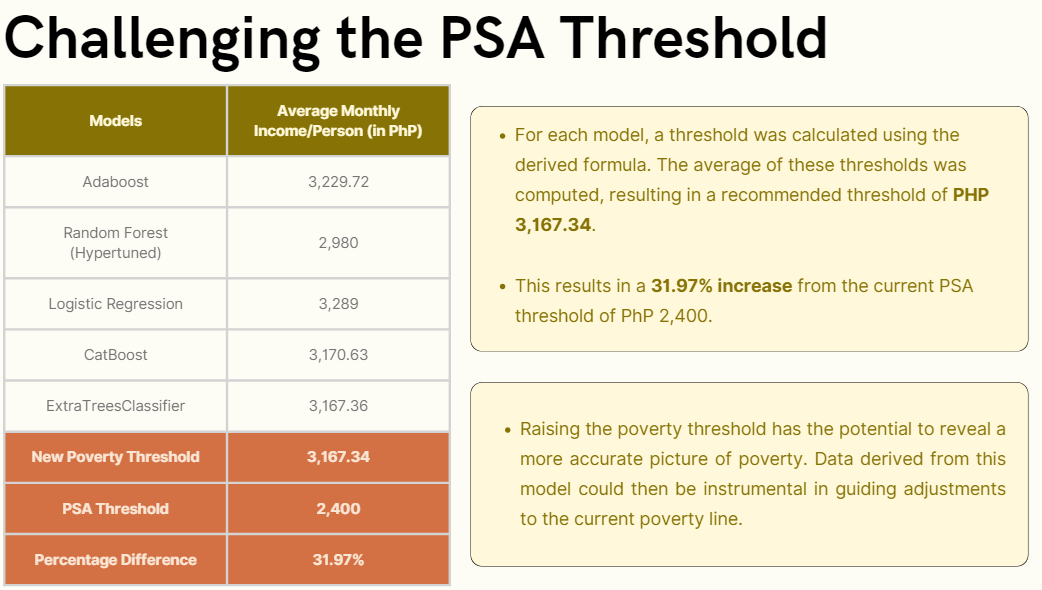 Challenging the PSA Threshold
Models
Average Monthly
Income/Person (in PhP)
Adaboost
3,229.72
Random Forest
(Hypertuned)
2,980
Logistic Regression
3,289
CatBoost
3,170.63
ExtraTreesClassifier
3,167.36
New Poverty Threshold
3,167.34
PSA Threshold
2,400
Percentage Difference
31.97%
• For each model, a threshold was calculated using the
derived formula. The average of these thresholds was
computed, resulting in a recommended threshold of PHP
3,167.34.
• This results in a 31.97% increase from the current PSA
threshold of PhP 2,400.
• Raising the poverty threshold has the potential to reveal a
more accurate picture of poverty. Data derived from this
model could then be instrumental in guiding adjustments
to the current poverty line.